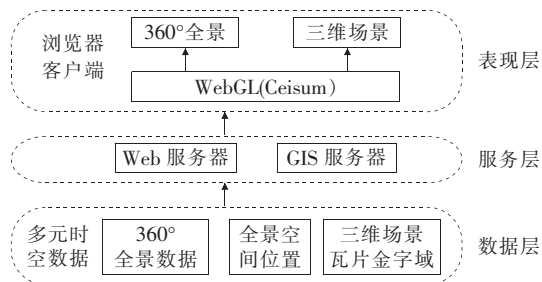 浏览器
客户端
360°全景
三维场景
WebGL(Ceisum)
表现层
Web 服务器
GIS 服务器
服务层
多元时
空数据
360°
全景数据
全景空
间位置
三维场景
瓦片金字域
数据层